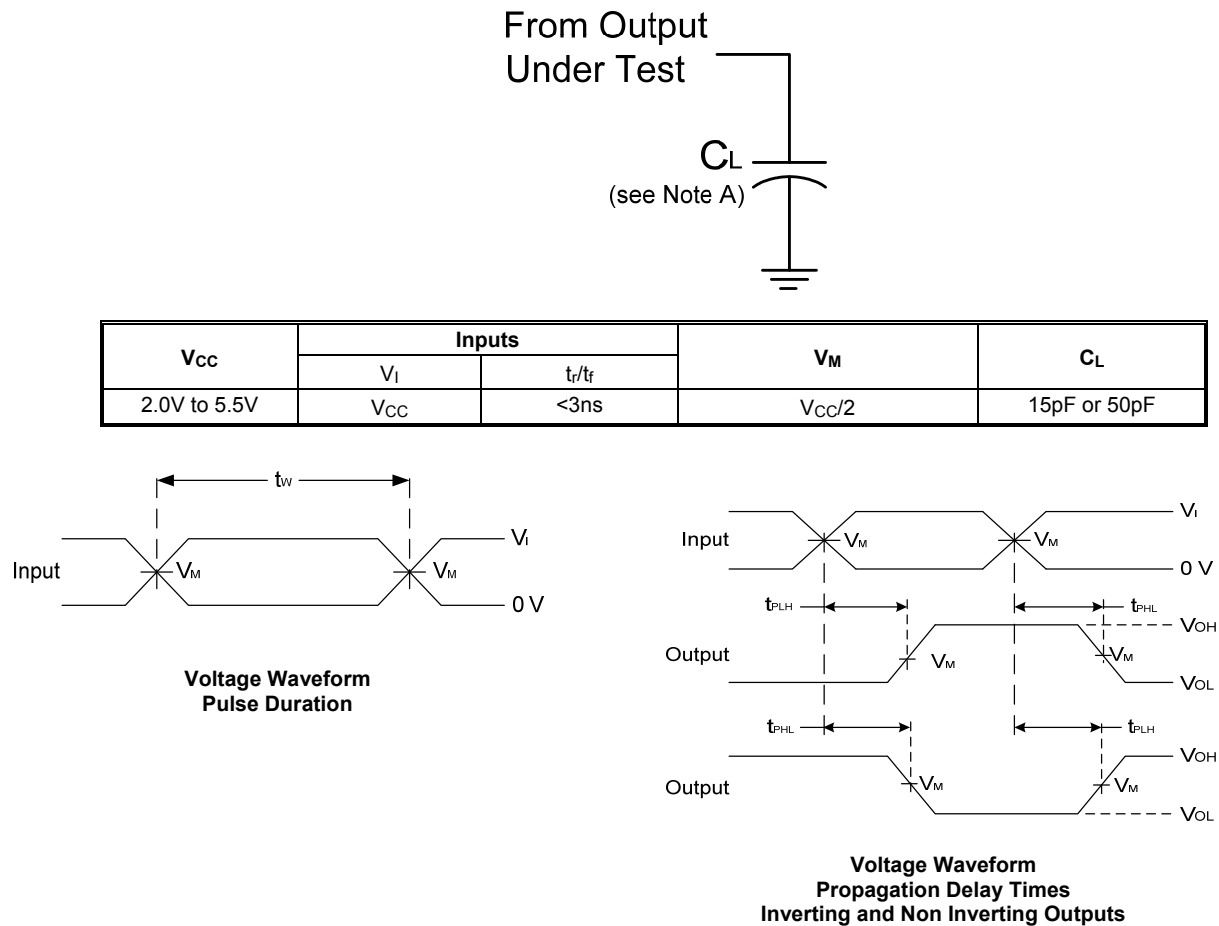 From Output
Under Test
CL
(see Note A)
VCC Inputs VM CL
VI tr/tf
2.0V to 5.5V VCC <3ns VCC/2 15pF or 50pF
tW
Input VM VM VI
0 V
Voltage Waveform
Pulse Duration
Input VM VM VI
0 V
tPLH tPHL
VOH
Output VM VM
VOL
tPHL tPLH
VOH
Output VM VM
VOL
Voltage Waveform
Propagation Delay Times
Inverting and Non Inverting Outputs